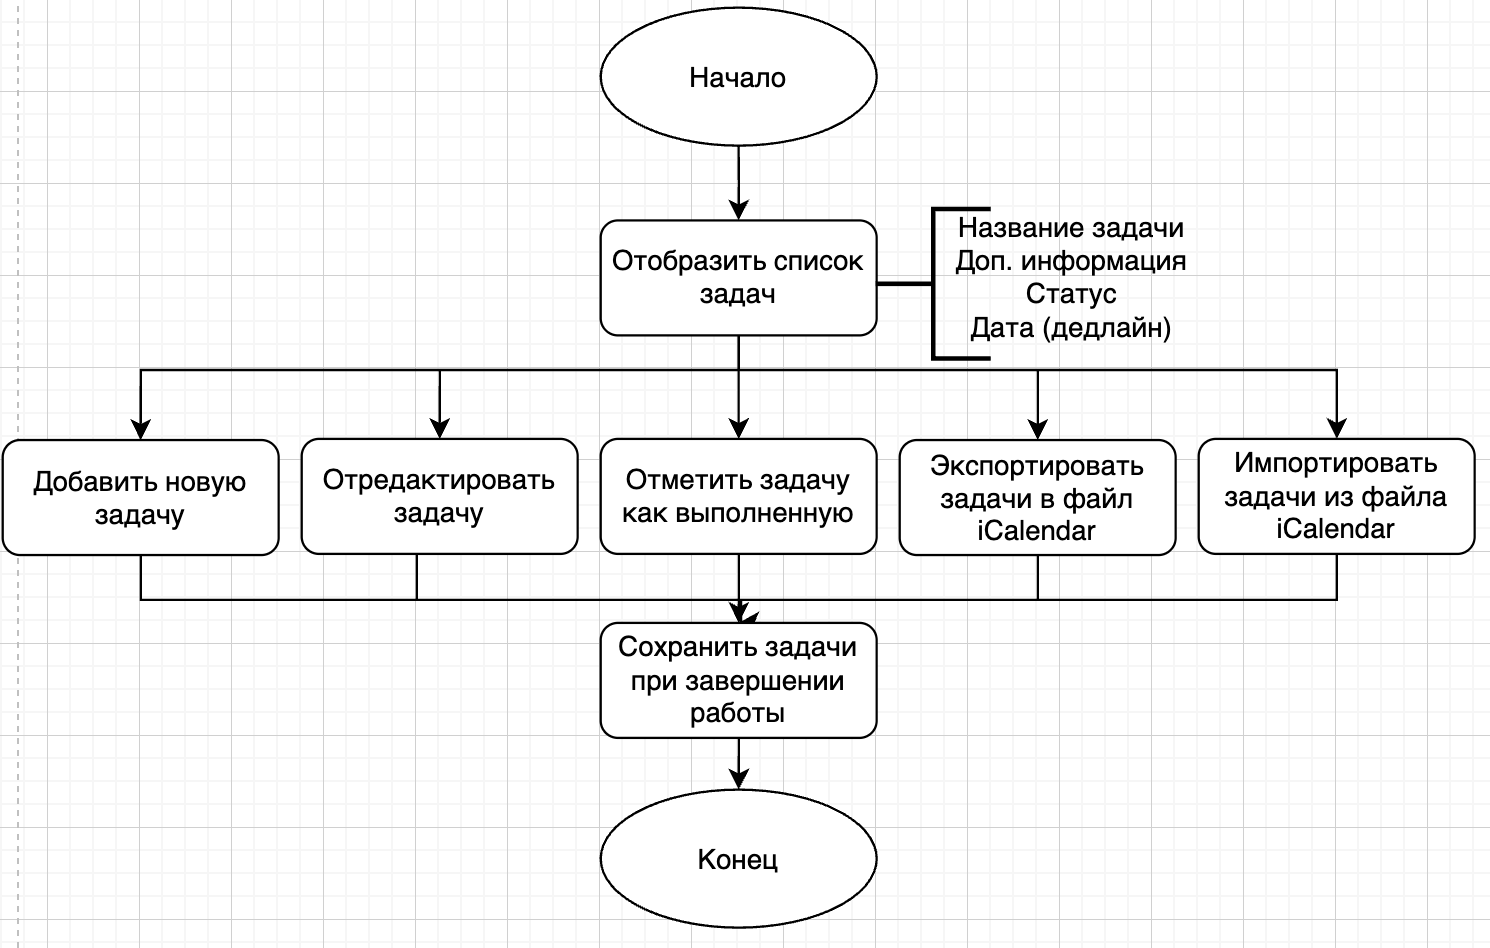 Начало
Отобразить список
задач
Название задачи
Доп. информация
Статус
Дата (дедлайн)
Добавить новую
задачу
Отредактировать
задачу
Отметить задачу
как выполненную
Экспортировать
задачи в файл
iCalendar
Импортировать
задачи из файла
iCalendar
Сохранить задачи
при завершении
работы
Конец